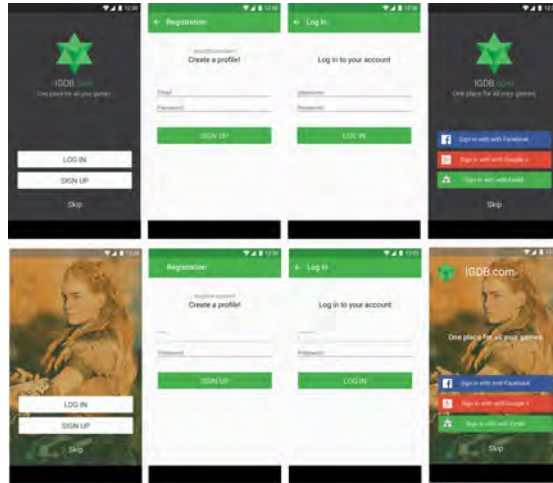 12:30
IGDB.com
One place for all your games
LOG IN
SIGN UP
Skip
← Registration
Create a profile!
Email
Password
SIGN UP
← Log In
Log in to your account
Password
LOG IN
IGDB.com
One place for all your games
Sign in with with Facebook
Sign in with with Google +
Sign in with with Email
Skip
LOG IN
SIGN UP
Skip
Registration
Create a profile!
Password
SIGN UP
← Log In
Log in to your account
Password
LOG IN
IGDB.com
One place for all your games
Sign in with with Facebook
Sign in with with Google +
Sign in with with Email
Skip